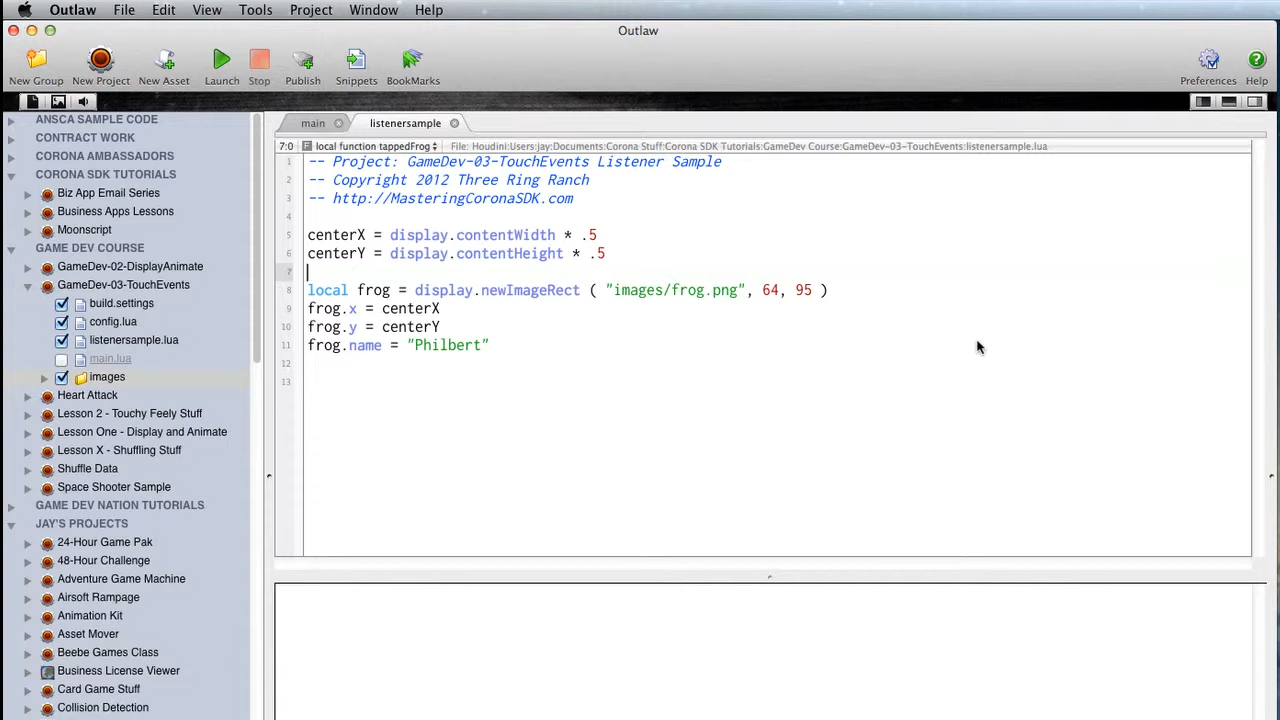 Outlaw File Edit View Tools Project Window Help
Outlaw
New Group New Project New Asset Launch Stop Publish Snippets BookMarks Preferences Help
ANSCA SAMPLE CODE
CONTRACT WORK
CORONA AMBASSADORS
CORONA SDK TUTORIALS
Biz App Email Series
Business Apps Lessons
Moonscript
GAME DEV COURSE
GameDev-02-DisplayAnimate
GameDev-03-TouchEvents
build.settings
config.lua
listenersample.lua
main.lua
images
Heart Attack
Lesson 2 - Touchy Feely Stuff
Lesson One - Display and Animate
Lesson X - Shuffling Stuff
Shuffle Data
Space Shooter Sample
GAME DEV NATION TUTORIALS
JAY'S PROJECTS
24-Hour Game Pak
48-Hour Challenge
Adventure Game Machine
Airsoft Rampage
Animation Kit
Asset Mover
Beebe Games Class
Business License Viewer
Card Game Stuff
Collision Detection
main listenersample
7:0 F local function tappedFrog File: Houdini:Users:jay:Documents:Corona Stuff:Corona SDK Tutorials:GameDev Course:GameDev-03-TouchEvents:listenersample.lua
1 -- Project: GameDev-03-TouchEvents Listener Sample
2 -- Copyright 2012 Three Ring Ranch
3 -- http://MasteringCoronaSDK.com
4
5 centerX = display.contentWidth * .5
6 centerY = display.contentHeight * .5
7
8 local frog = display.newImageRect ( "images/frog.png", 64, 95 )
9 frog.x = centerX
10 frog.y = centerY
11 frog.name = "Philbert"
12
13